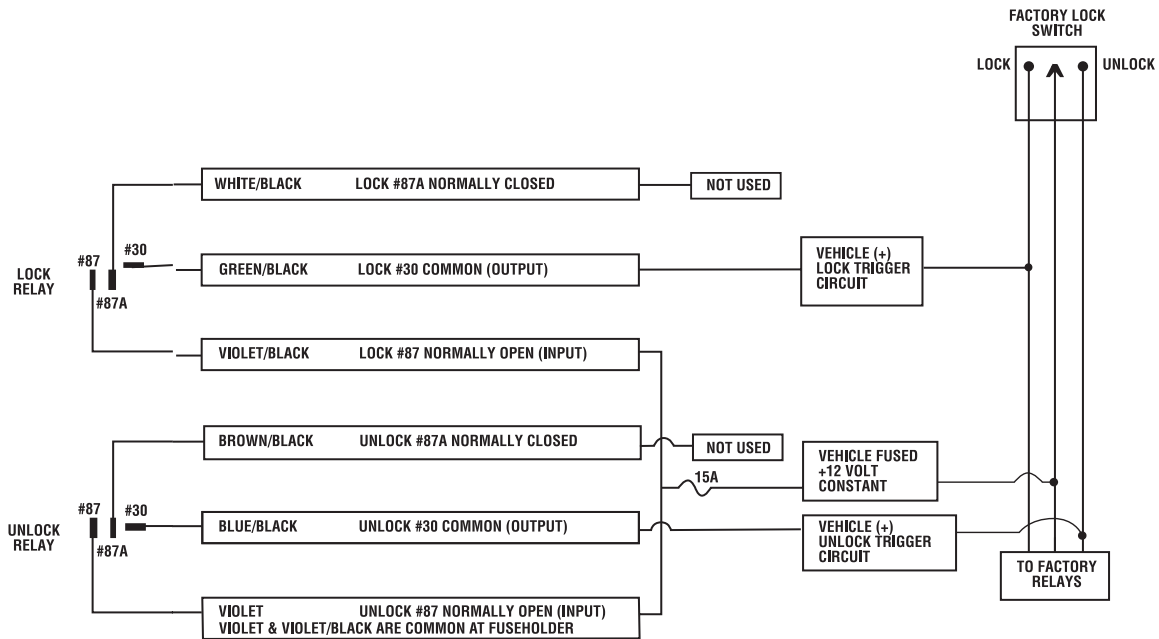 FACTORY LOCK
SWITCH
LOCK
UNLOCK
WHITE/BLACK LOCK #87A NORMALLY CLOSED
NOT USED
#87
#30
#87A
LOCK
RELAY
GREEN/BLACK LOCK #30 COMMON (OUTPUT)
VEHICLE (+)
LOCK TRIGGER
CIRCUIT
VIOLET/BLACK LOCK #87 NORMALLY OPEN (INPUT)
BROWN/BLACK UNLOCK #87A NORMALLY CLOSED
NOT USED
15A
VEHICLE FUSED
+12 VOLT
CONSTANT
#87
#30
#87A
UNLOCK
RELAY
BLUE/BLACK UNLOCK #30 COMMON (OUTPUT)
VEHICLE (+)
UNLOCK TRIGGER
CIRCUIT
TO FACTORY
RELAYS
VIOLET UNLOCK #87 NORMALLY OPEN (INPUT)
VIOLET & VIOLET/BLACK ARE COMMON AT FUSEHOLDER